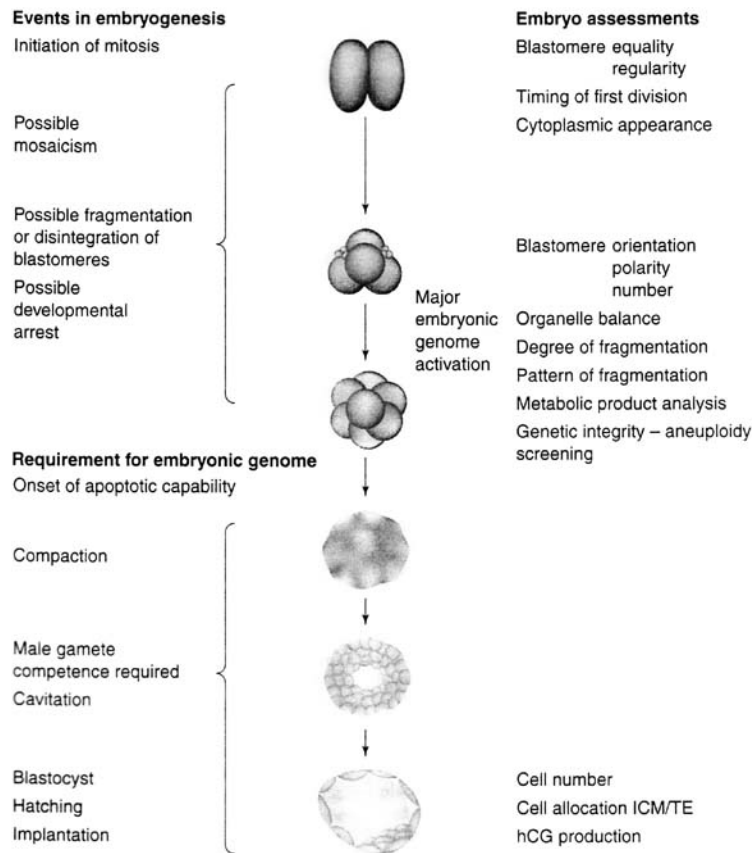 Events in embryogenesis
Initiation of mitosis
Possible
mosaicism
Possible fragmentation
or disintegration of
blastomeres
Possible
developmental
arrest
Requirement for embryonic genome
Onset of apoptotic capability
Compaction
Male gamete
competence required
Cavitation
Blastocyst
Hatching
Implantation
Major
embryonic
genome
activation
Embryo assessments
Blastomere equality
regularity
Timing of first division
Cytoplasmic appearance
Blastomere orientation
polarity
number
Organelle balance
Degree of fragmentation
Pattern of fragmentation
Metabolic product analysis
Genetic integrity – aneuploidy
screening
Cell number
Cell allocation ICM/TE
hCG production